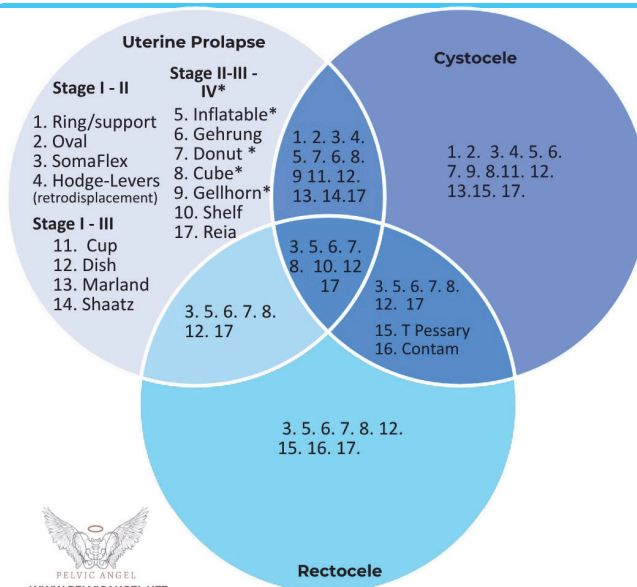 Uterine Prolapse
Stage I - II
1. Ring/support
2. Oval
3. SomaFlex
4. Hodge-Levers
(retrodisplacement)
Stage I - III
11. Cup
12. Dish
13. Marland
14. Shaatz
Stage II-III -
IV*
5. Inflatable*
6. Gehrung
7. Donut *
8. Cube*
9. Gellhorn*
10. Shelf
17. Reia
1. 2. 3. 4.
5. 7. 6. 8.
9 11. 12.
13. 14.17
Cystocele
1. 2. 3. 4. 5. 6.
7. 9. 8.11. 12.
13.15. 17.
3. 5. 6. 7.
8. 10. 12
17
3. 5. 6. 7. 8.
12. 17
3. 5. 6. 7. 8.
12. 17
15. T Pessary
16. Contam
3. 5. 6. 7. 8. 12.
15. 16. 17.
Rectocele
PELVIC ANGEL